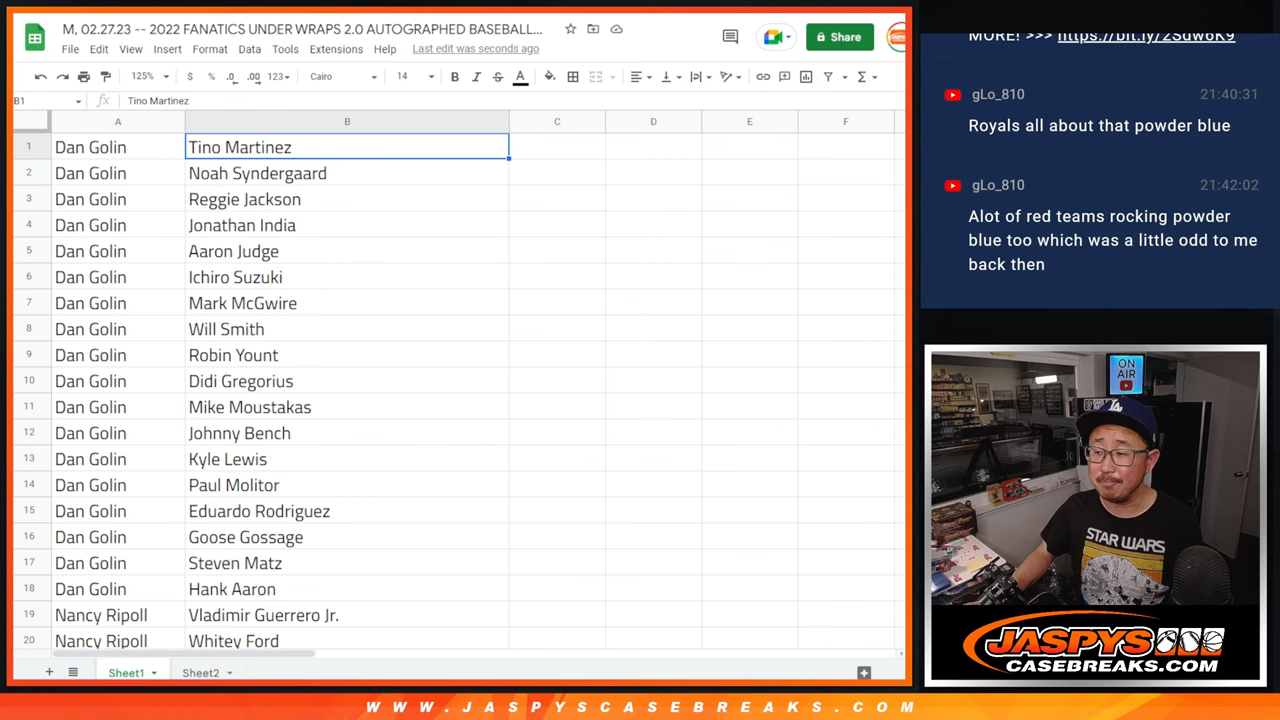 M, 02.27.23 -- 2022 FANATICS UNDER WRAPS 2.0 AUTOGRAPHED BASEBALL...
File Edit View Insert Format Data Tools Extensions Help Last edit was seconds ago
Share
125% $ % .0 .00 123 Cairo 14 B I S A
B1 fx Tino Martinez
A B C D E F
1 Dan Golin Tino Martinez
2 Dan Golin Noah Syndergaard
3 Dan Golin Reggie Jackson
4 Dan Golin Jonathan India
5 Dan Golin Aaron Judge
6 Dan Golin Ichiro Suzuki
7 Dan Golin Mark McGwire
8 Dan Golin Will Smith
9 Dan Golin Robin Yount
10 Dan Golin Didi Gregorius
11 Dan Golin Mike Moustakas
12 Dan Golin Johnny Bench
13 Dan Golin Kyle Lewis
14 Dan Golin Paul Molitor
15 Dan Golin Eduardo Rodriguez
16 Dan Golin Goose Gossage
17 Dan Golin Steven Matz
18 Dan Golin Hank Aaron
19 Nancy Ripoll Vladimir Guerrero Jr.
20 Nancy Ripoll Whitey Ford
Sheet1 Sheet2
MORE! >>> https://bit.ly/2Sdw6K9
gLo_810 21:40:31
Royals all about that powder blue
gLo_810 21:42:02
Alot of red teams rocking powder
blue too which was a little odd to me
back then
ON
AIR
LA
STAR WARS
JASPYS
CASEBREAKS.COM
WWW.JASPYSCASEBREAKS.COM